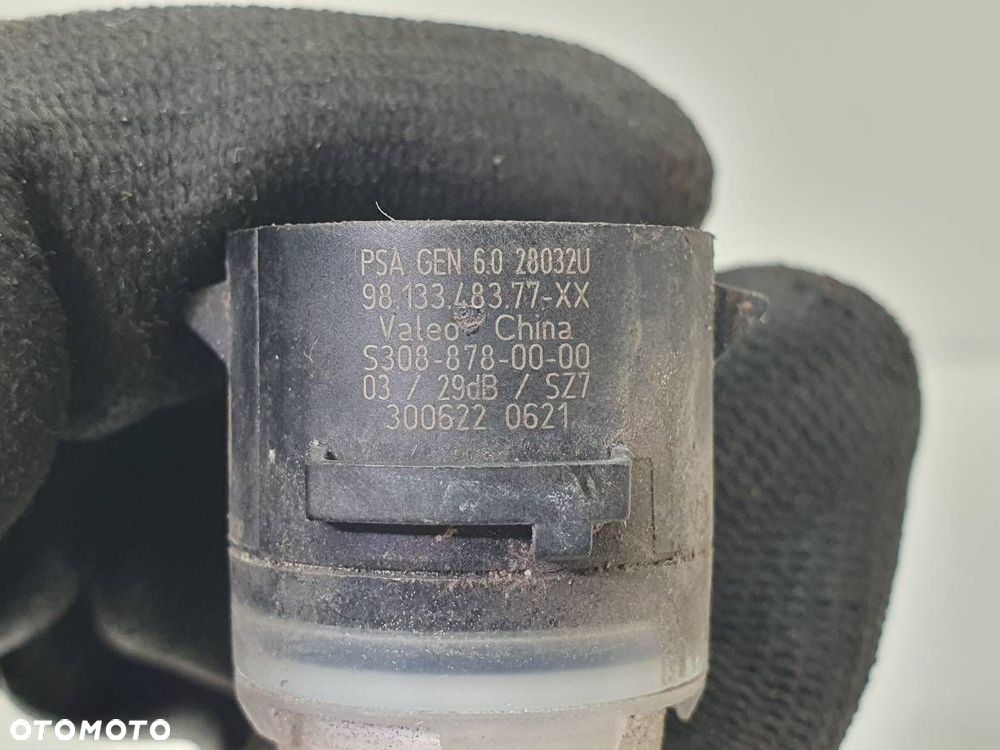 PSA GEN 6.0 28032U
98.133.483.77-XX
Valeo China
S308-878-00-00
03 / 29dB / SZ7
300622 0621
OTOMOTO